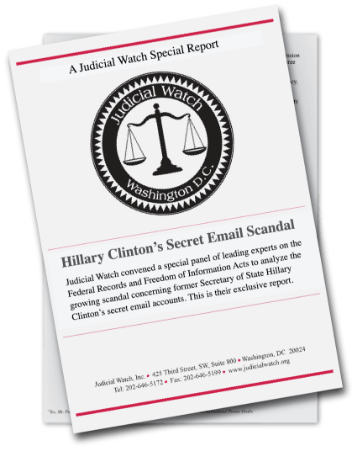 A Judicial Watch Special Report
Judicial Watch
Washington D.C.
Hillary Clinton's Secret Email Scandal
Judicial Watch convened a special panel of leading experts on the
Federal Records and Freedom of Information Acts to analyze the
growing scandal concerning former Secretary of State Hillary
Clinton's secret email accounts. This is their exclusive report.
Judicial Watch, Inc. • 425 Third Street, SW, Suite 800 • Washington, DC 20024
Tel: 202-646-5172 • Fax: 202-646-5199 • www.judicialwatch.org